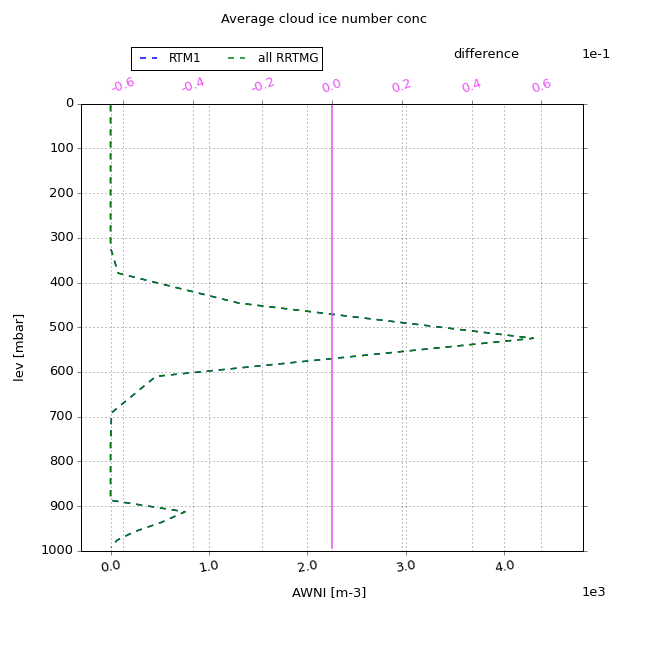 Average cloud ice number conc
RTM1 all RRTMG difference 1e-1
-0.6 -0.4 -0.2 0.0 0.2 0.4 0.6
0
100
200
300
400
500
600
700
800
900
1000
lev [mbar]
0.0 1.0 2.0 3.0 4.0
AWNI [m-3] 1e3